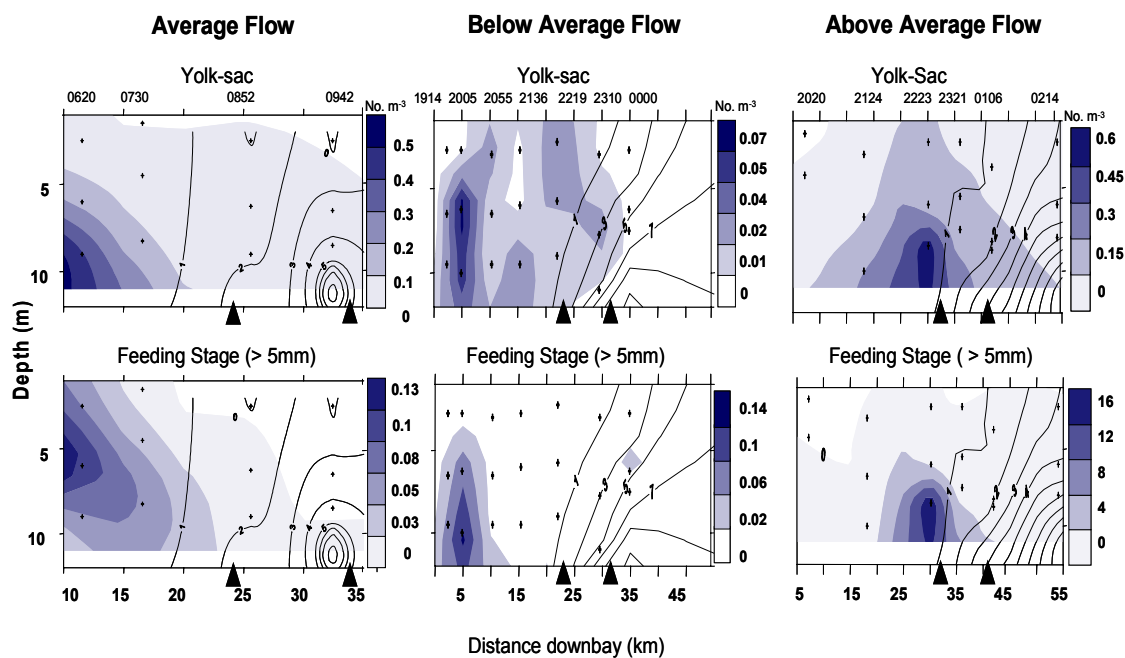 Average Flow
Below Average Flow
Above Average Flow
Yolk-sac
Yolk-sac
Yolk-Sac
0620 0730 0852 0942
1914 2005 2055 2136 2219 2310 0000
2020 2124 2223 2321 0106 0214
No. m⁻³
No. m⁻³
No. m⁻³
0.5
0.4
0.3
0.2
0.1
0
0.07
0.05
0.04
0.02
0.01
0
0.6
0.45
0.3
0.15
0
5
10
Depth (m)
Feeding Stage (> 5mm)
Feeding Stage (> 5mm)
Feeding Stage ( > 5mm)
0.13
0.1
0.08
0.05
0.03
0
0.14
0.1
0.06
0.02
0
16
12
8
4
0
5
10
10 15 20 25 30 35
5 15 25 35 45
5 15 25 35 45 55
Distance downbay (km)